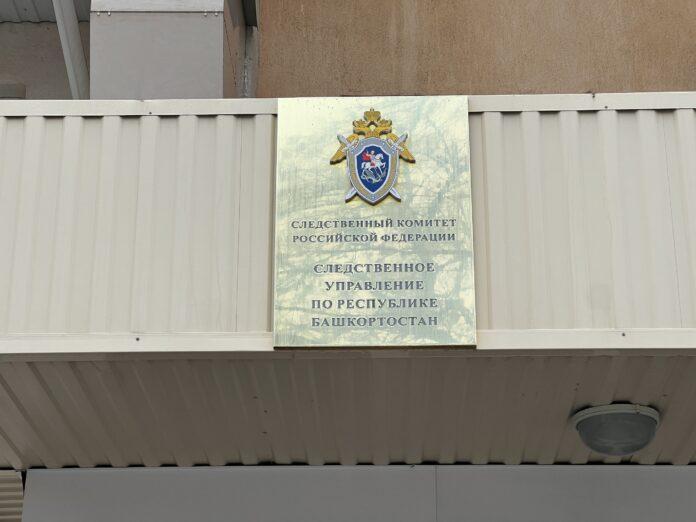 СЛЕДСТВЕННЫЙ КОМИТЕТ
РОССИЙСКОЙ ФЕДЕРАЦИИ
СЛЕДСТВЕННОЕ
УПРАВЛЕНИЕ
ПО РЕСПУБЛИКЕ
БАШКОРТОСТАН